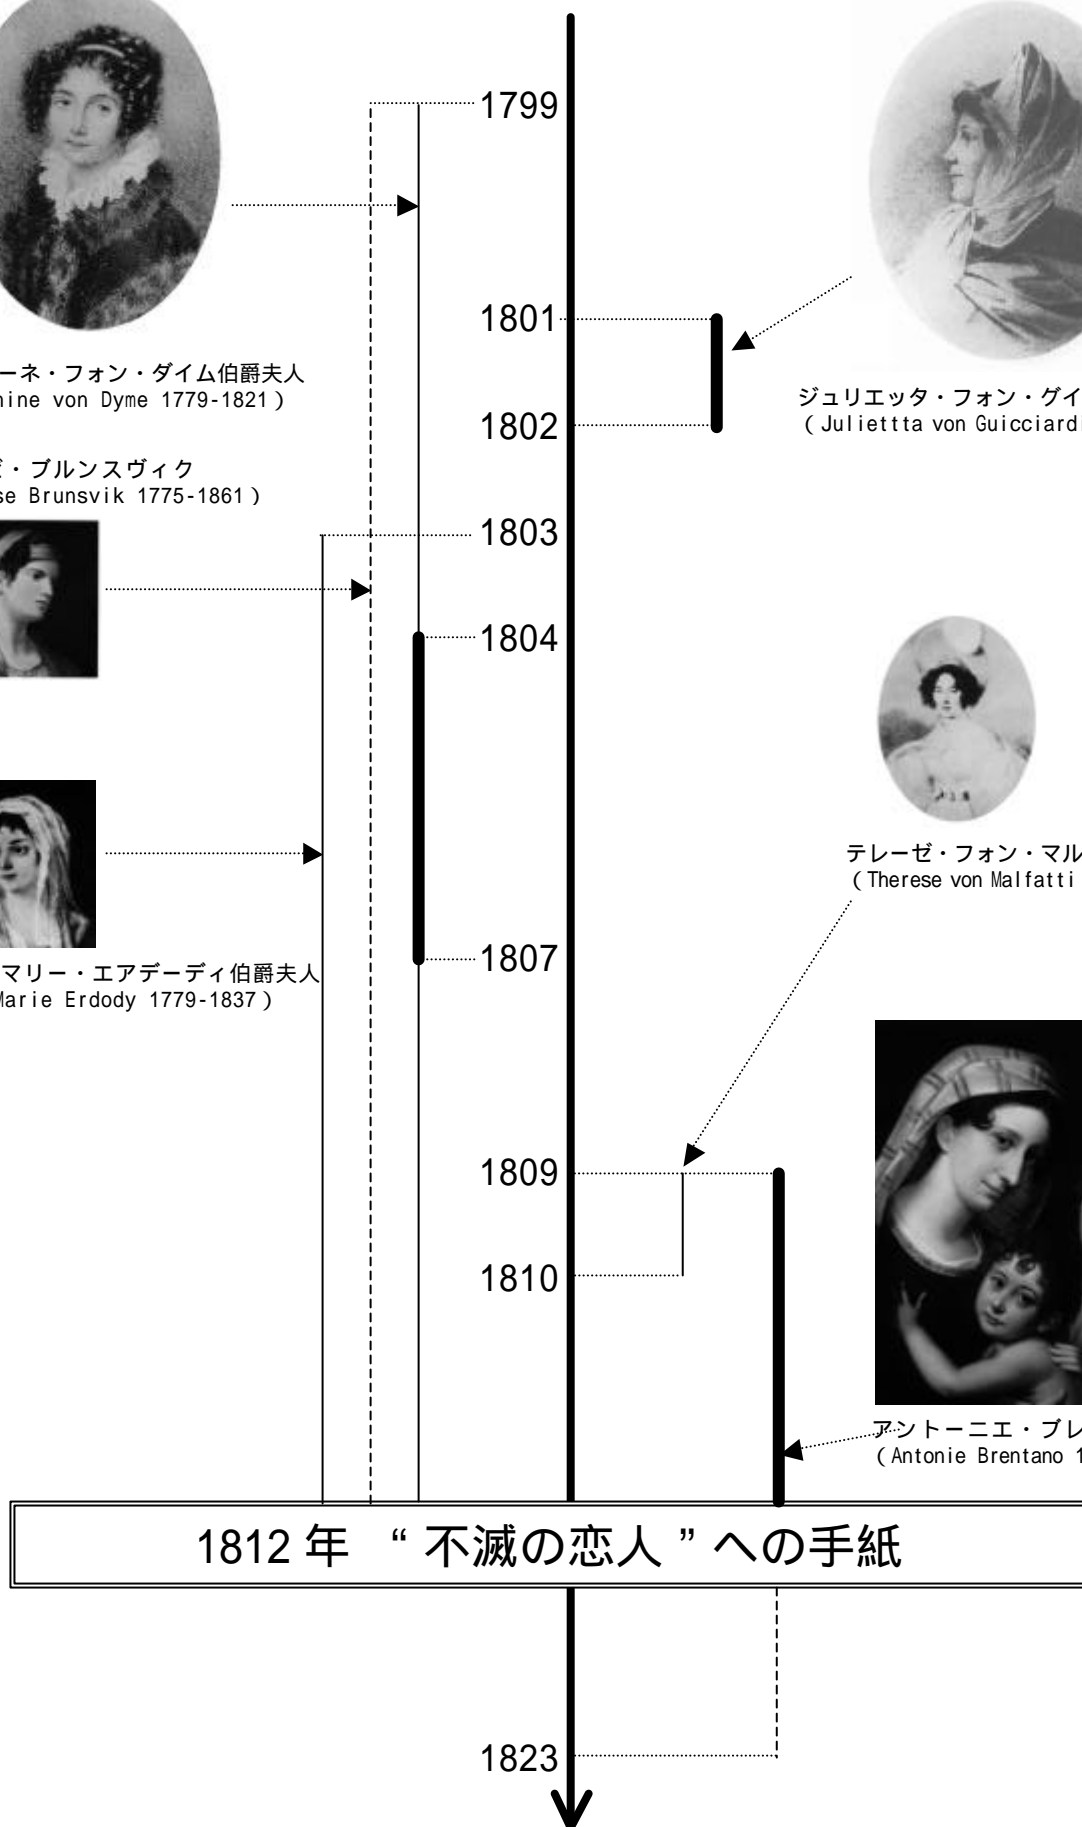 1799
ーネ・フォン・ダイム伯爵夫人
nine von Dyme 1779-1821）
1801
ジュリエッタ・フォン・グイ
（Juliettta von Guicciard
1802
・ブルンスヴィク
se Brunsvik 1775-1861）
1803
1804
テレーゼ・フォン・マル
（Therese von Malfatti
1807
マリー・エアデーディ伯爵夫人
Marie Erdody 1779-1837）
1809
1810
アントーニエ・ブレ
（Antonie Brentano 1
1812 年 “ 不滅の恋人 ” への手紙
1823